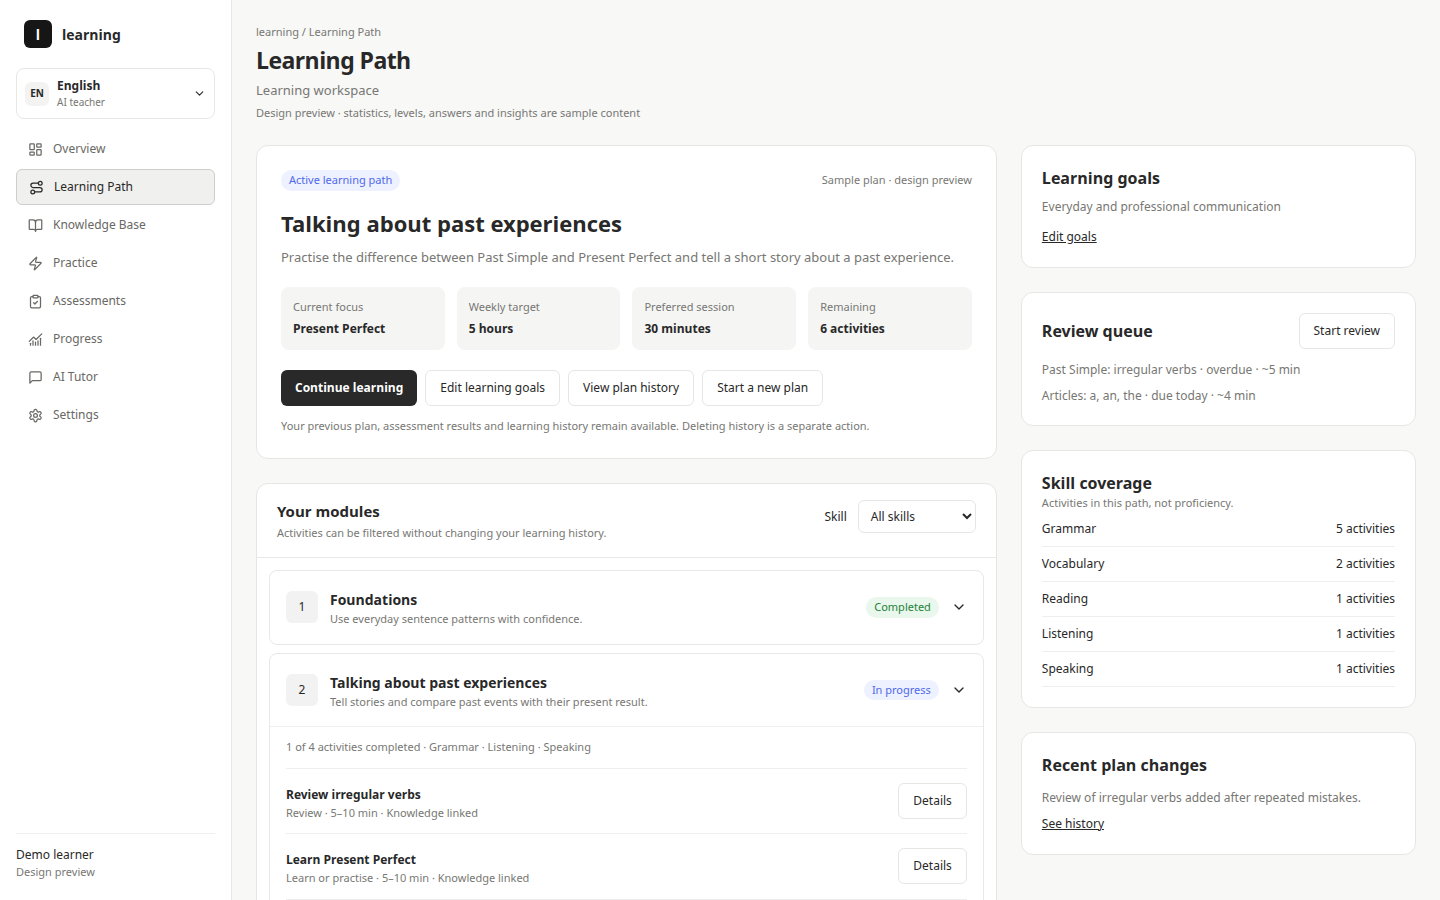 l learning
EN English
AI teacher
Overview
Learning Path
Knowledge Base
Practice
Assessments
Progress
AI Tutor
Settings
Demo learner
Design preview
learning / Learning Path
Learning Path
Learning workspace
Design preview · statistics, levels, answers and insights are sample content
Active learning path
Sample plan · design preview
Talking about past experiences
Practise the difference between Past Simple and Present Perfect and tell a short story about a past experience.
Current focus
Present Perfect
Weekly target
5 hours
Preferred session
30 minutes
Remaining
6 activities
Continue learning
Edit learning goals
View plan history
Start a new plan
Your previous plan, assessment results and learning history remain available. Deleting history is a separate action.
Your modules
Activities can be filtered without changing your learning history.
Skill
All skills
1
Foundations
Use everyday sentence patterns with confidence.
Completed
2
Talking about past experiences
Tell stories and compare past events with their present result.
In progress
1 of 4 activities completed · Grammar · Listening · Speaking
Review irregular verbs
Review · 5–10 min · Knowledge linked
Details
Learn Present Perfect
Learn or practise · 5–10 min · Knowledge linked
Details
Learning goals
Everyday and professional communication
Edit goals
Review queue
Start review
Past Simple: irregular verbs · overdue · ~5 min
Articles: a, an, the · due today · ~4 min
Skill coverage
Activities in this path, not proficiency.
Grammar 5 activities
Vocabulary 2 activities
Reading 1 activities
Listening 1 activities
Speaking 1 activities
Recent plan changes
Review of irregular verbs added after repeated mistakes.
See history